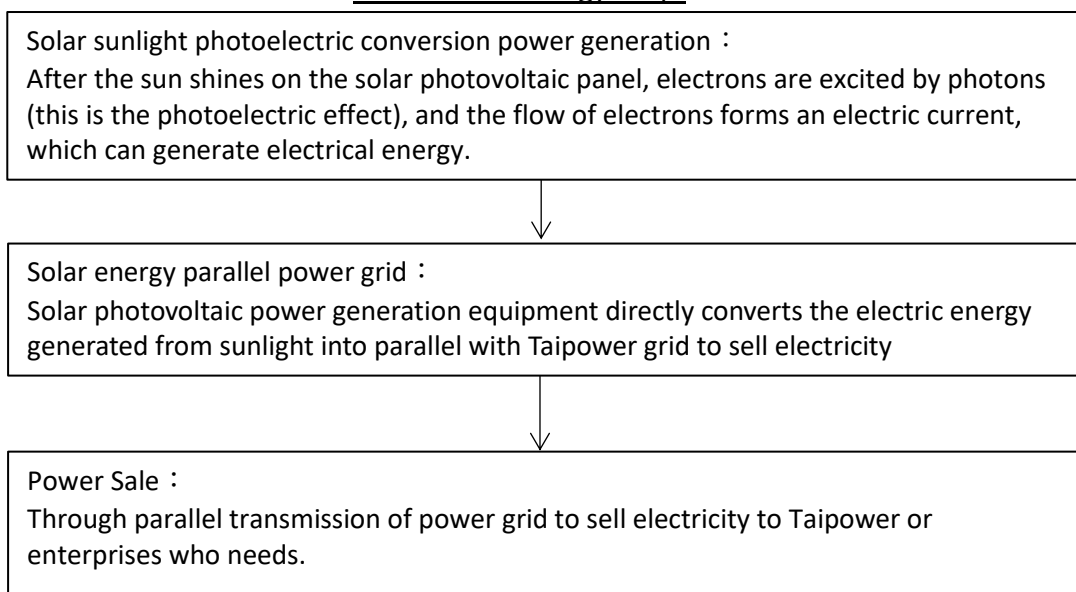 Solar sunlight photoelectric conversion power generation：
After the sun shines on the solar photovoltaic panel, electrons are excited by photons
(this is the photoelectric effect), and the flow of electrons forms an electric current,
which can generate electrical energy.
Solar energy parallel power grid：
Solar photovoltaic power generation equipment directly converts the electric energy
generated from sunlight into parallel with Taipower grid to sell electricity
Power Sale：
Through parallel transmission of power grid to sell electricity to Taipower or
enterprises who needs.